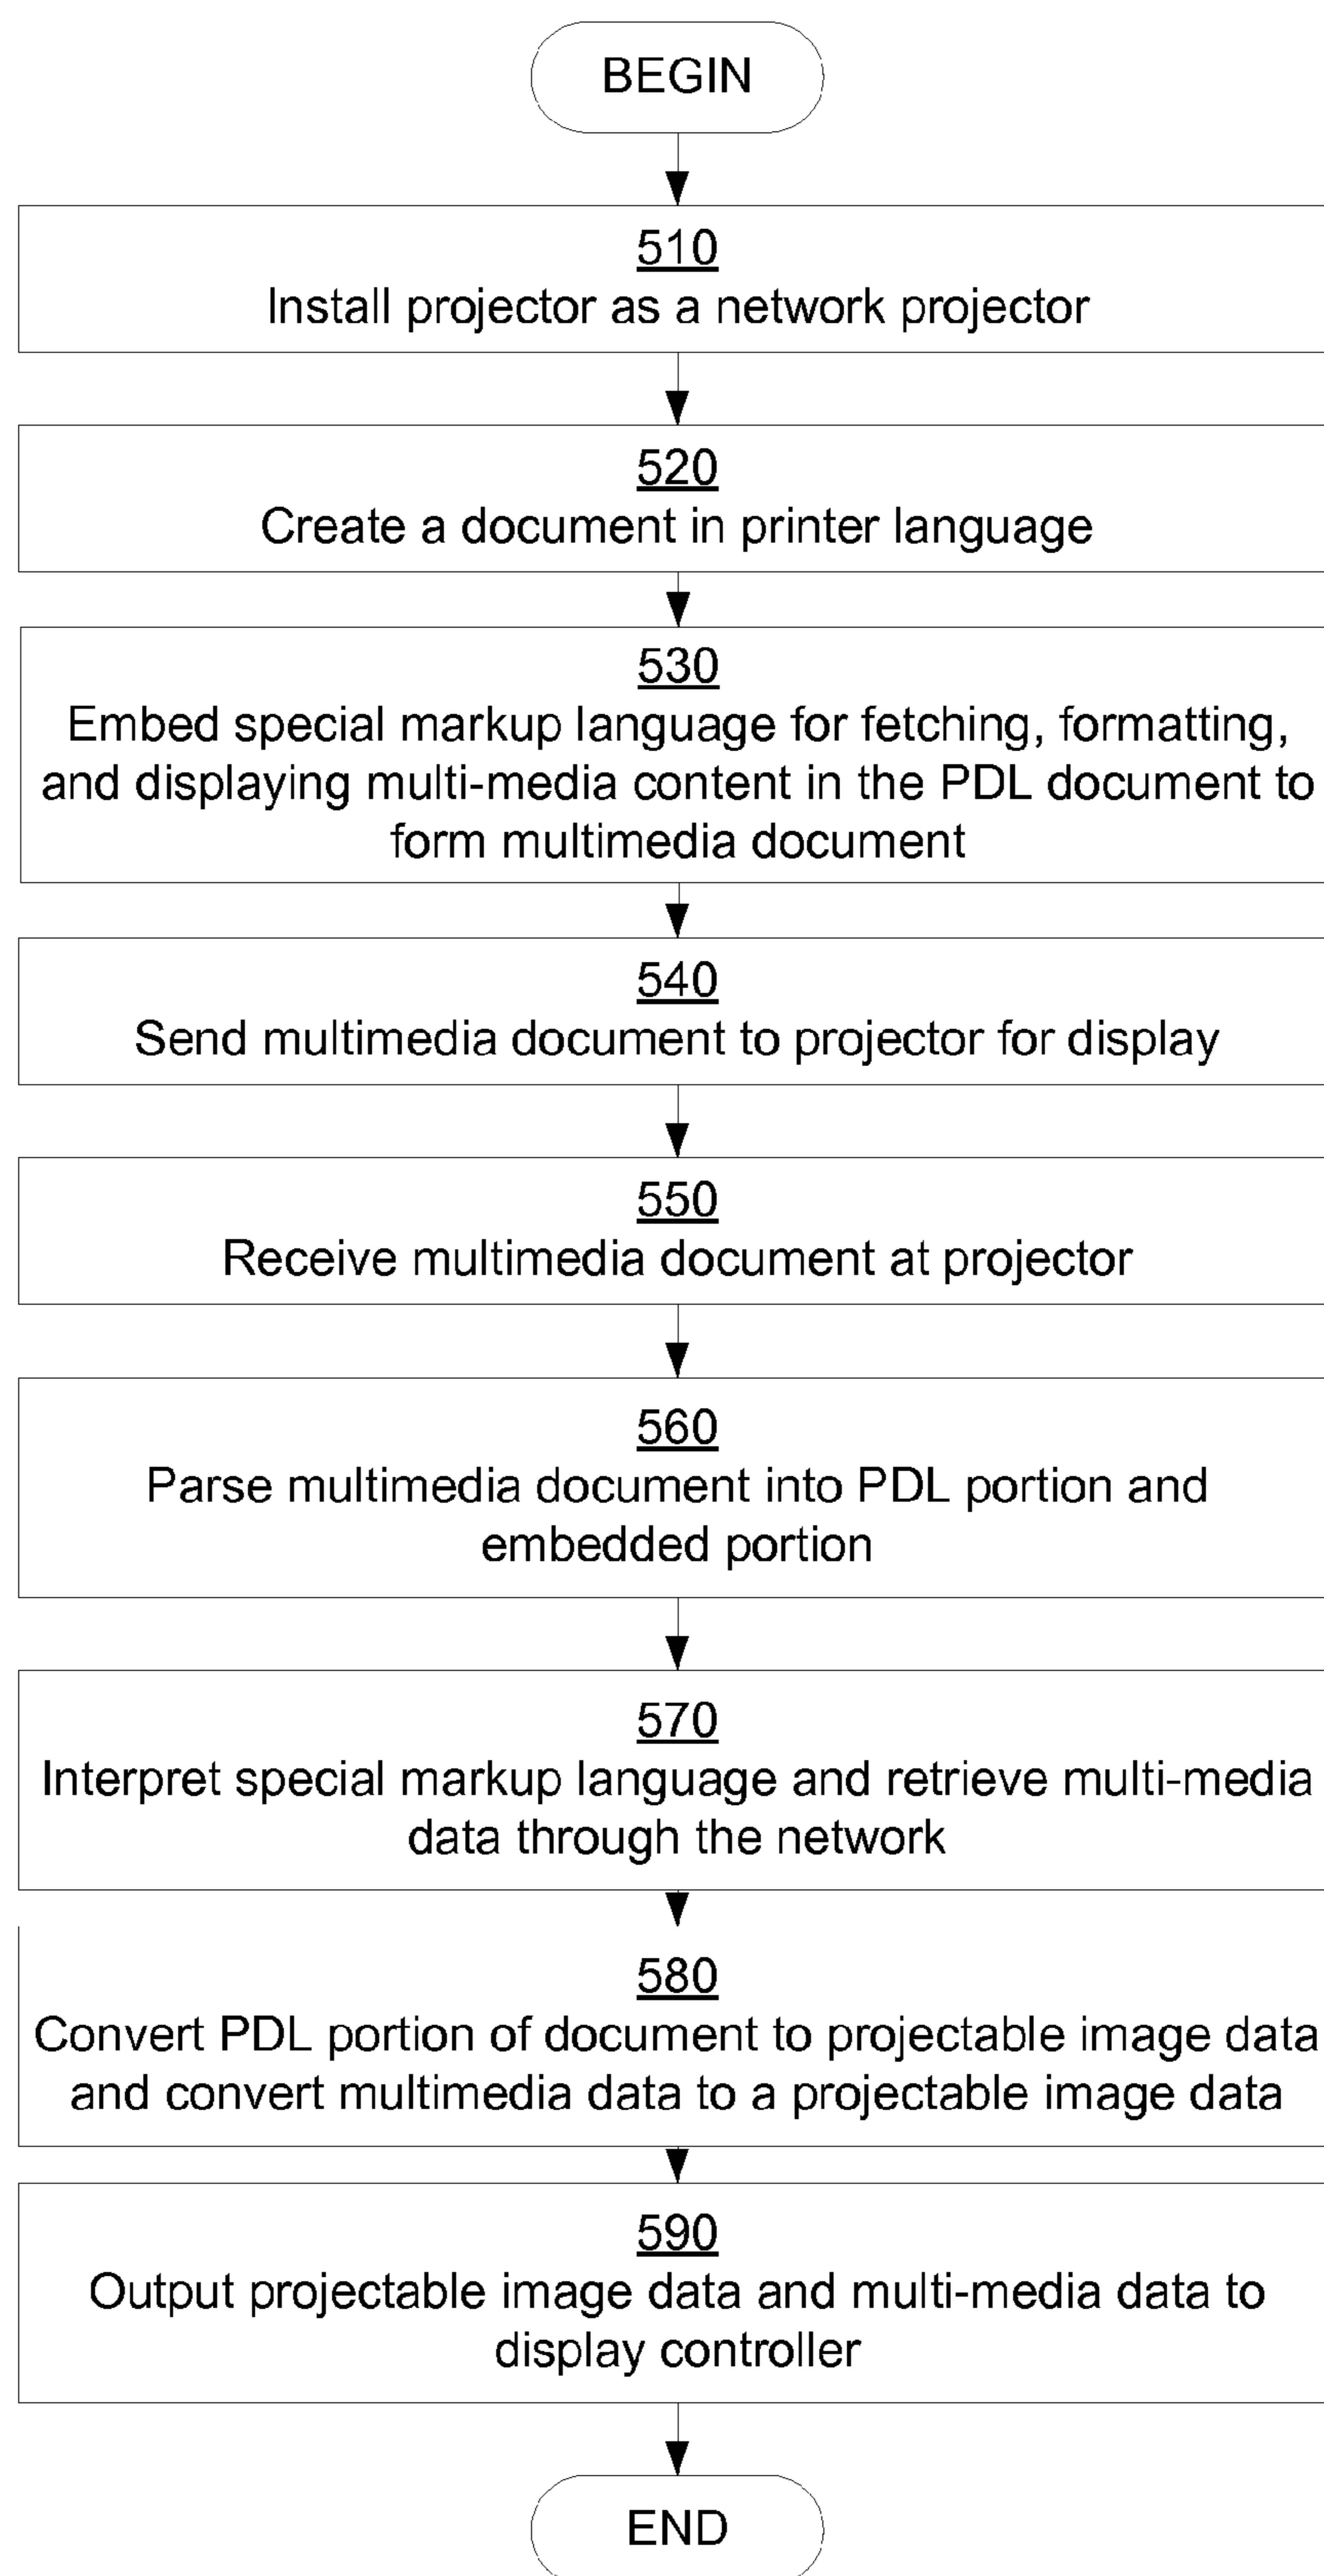 BEGIN
510
Install projector as a network projector
520
Create a document in printer language
530
Embed special markup language for fetching, formatting,
and displaying multi-media content in the PDL document to
form multimedia document
540
Send multimedia document to projector for display
550
Receive multimedia document at projector
560
Parse multimedia document into PDL portion and
embedded portion
570
Interpret special markup language and retrieve multi-media
data through the network
580
Convert PDL portion of document to projectable image data
and convert multimedia data to a projectable image data
590
Output projectable image data and multi-media data to
display controller
END